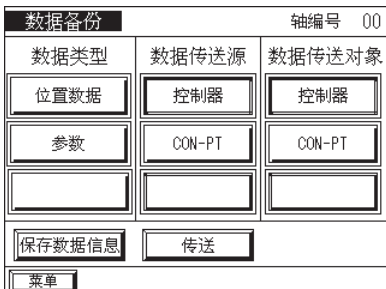 数据备份 轴编号 00
数据类型 数据传送源 数据传送对象
位置数据 控制器 控制器
参数 CON-PT CON-PT
保存数据信息 传送
菜单